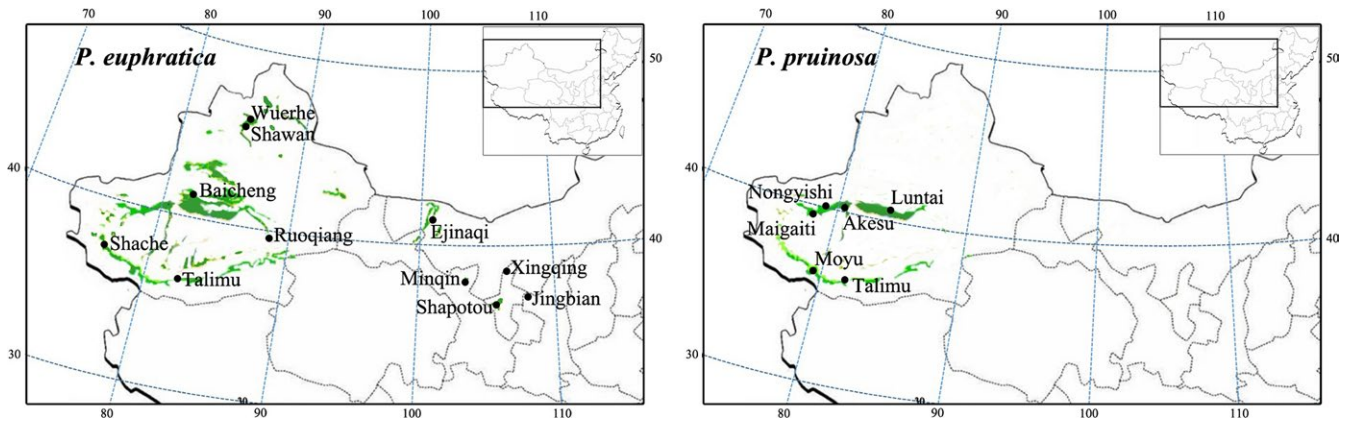 70 80 90 100 110
P. euphratica
50
Wuerhe
Shawan
40
Baicheng
Shache
Ruoqiang
Ejinaqi
40
Talimu
Minqin
Xingqing
Jingbian
Shapotou
30
30
80 90 100 110
70 80 90 100 110
P. pruinosa
50
40
Nongyishi
Luntai
Maigaiti
Akesu
40
Moyu
Talimu
30
30
80 90 100 110